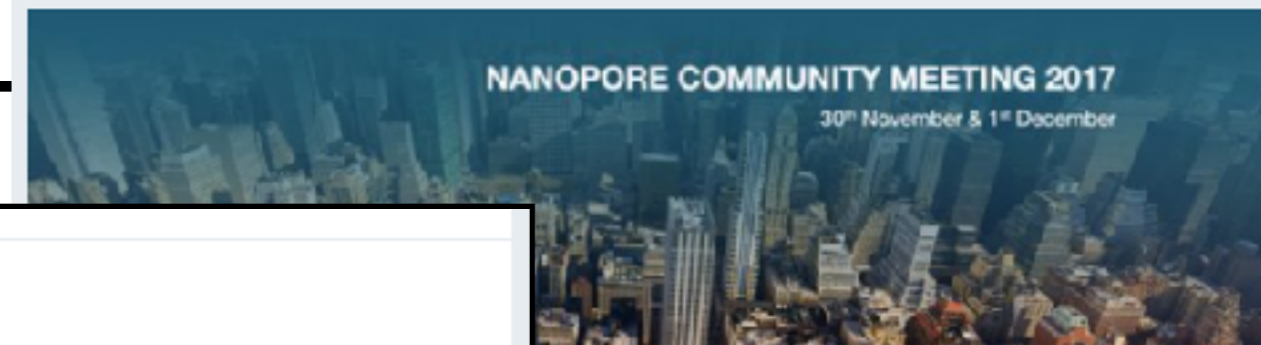 NANOPORE COMMUNITY MEETING 2017
30th November & 1st December